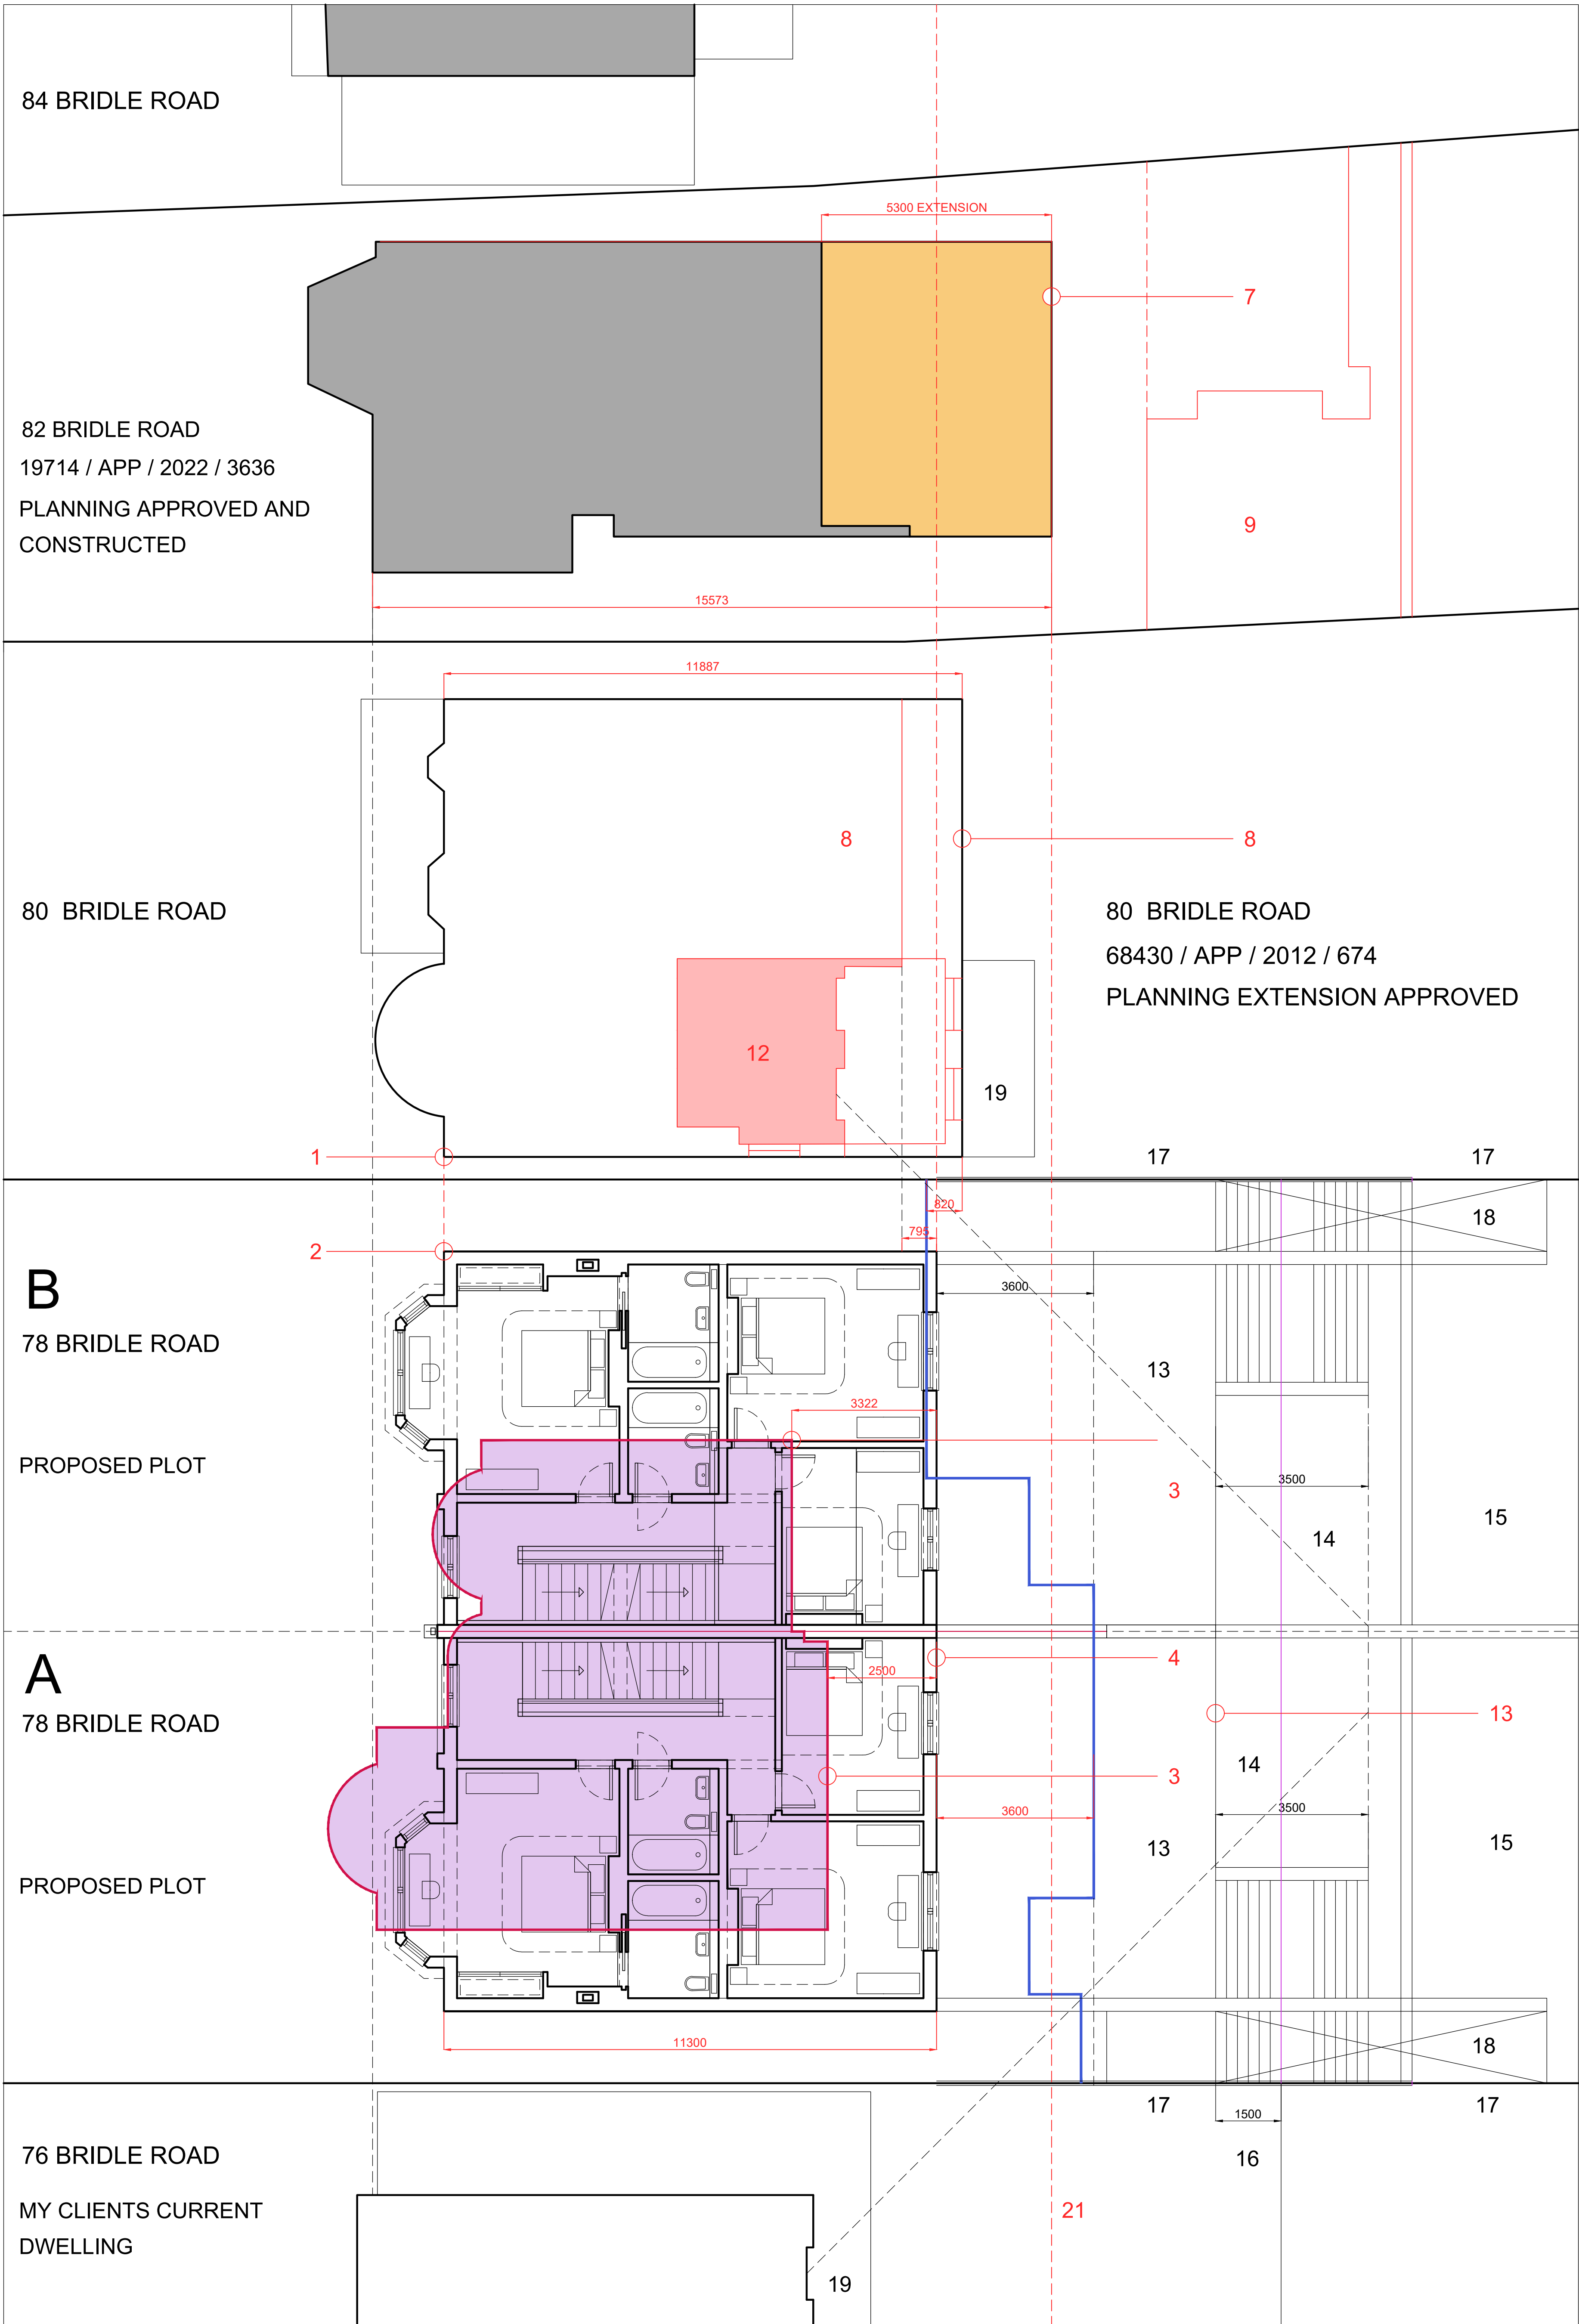 84 BRIDLE ROAD
5300 EXTENSION
7
82 BRIDLE ROAD
19714 / APP / 2022 / 3636
PLANNING APPROVED AND
CONSTRUCTED
9
15573
11887
8
8
80 BRIDLE ROAD
80 BRIDLE ROAD
68430 / APP / 2012 / 674
PLANNING EXTENSION APPROVED
12
19
1
17
17
820
18
795
2
B
3600
78 BRIDLE ROAD
13
3322
PROPOSED PLOT
3500
3
15
14
A
4
2500
78 BRIDLE ROAD
13
14
3
3600
3500
13
15
PROPOSED PLOT
11300
18
17
17
1500
76 BRIDLE ROAD
16
MY CLIENTS CURRENT
21
DWELLING
19